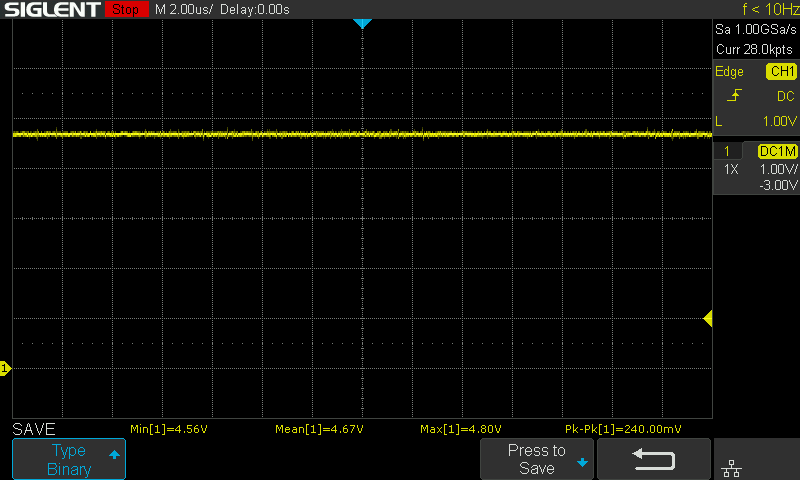 SIGLENT Stop M 2.00us/ Delay:0.00s f < 10Hz
Sa 1.00GSa/s
Curr 28.0kpts
Edge CH1
DC
L 1.00V
1 DC1M
1X 1.00V/
-3.00V
1
SAVE Min[1]=4.56V Mean[1]=4.67V Max[1]=4.80V Pk-Pk[1]=240.00mV
Type
Binary
Press to
Save